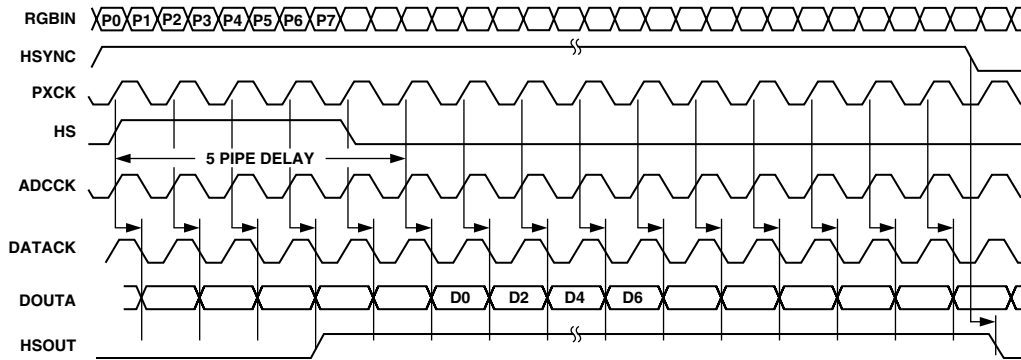 RGBIN P0 P1 P2 P3 P4 P5 P6 P7
HSYNC
PXCK
HS
5 PIPE DELAY
ADCCK
DATACK
DOUTA D0 D2 D4 D6
HSOUT